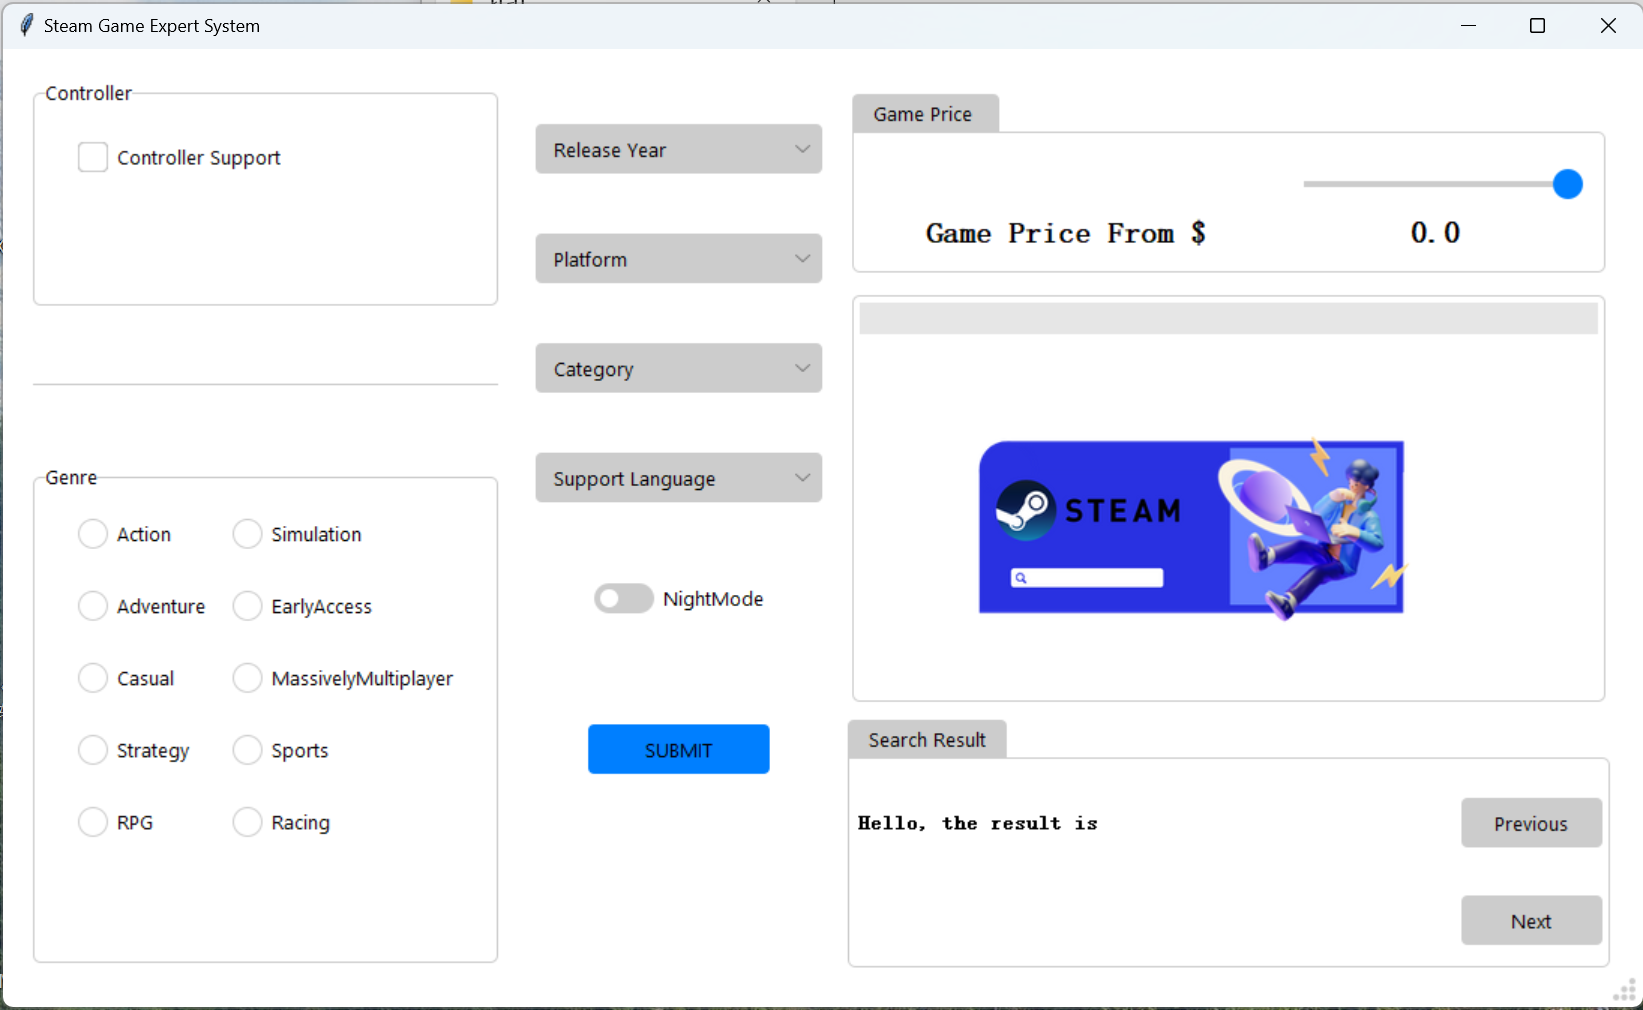 Steam Game Expert System
Controller
Controller Support
Genre
Action
Simulation
Adventure
EarlyAccess
Casual
MassivelyMultiplayer
Strategy
Sports
RPG
Racing
Release Year
Platform
Category
Support Language
NightMode
SUBMIT
Game Price
Game Price From $
0.0
STEAM
Search Result
Hello, the result is
Previous
Next